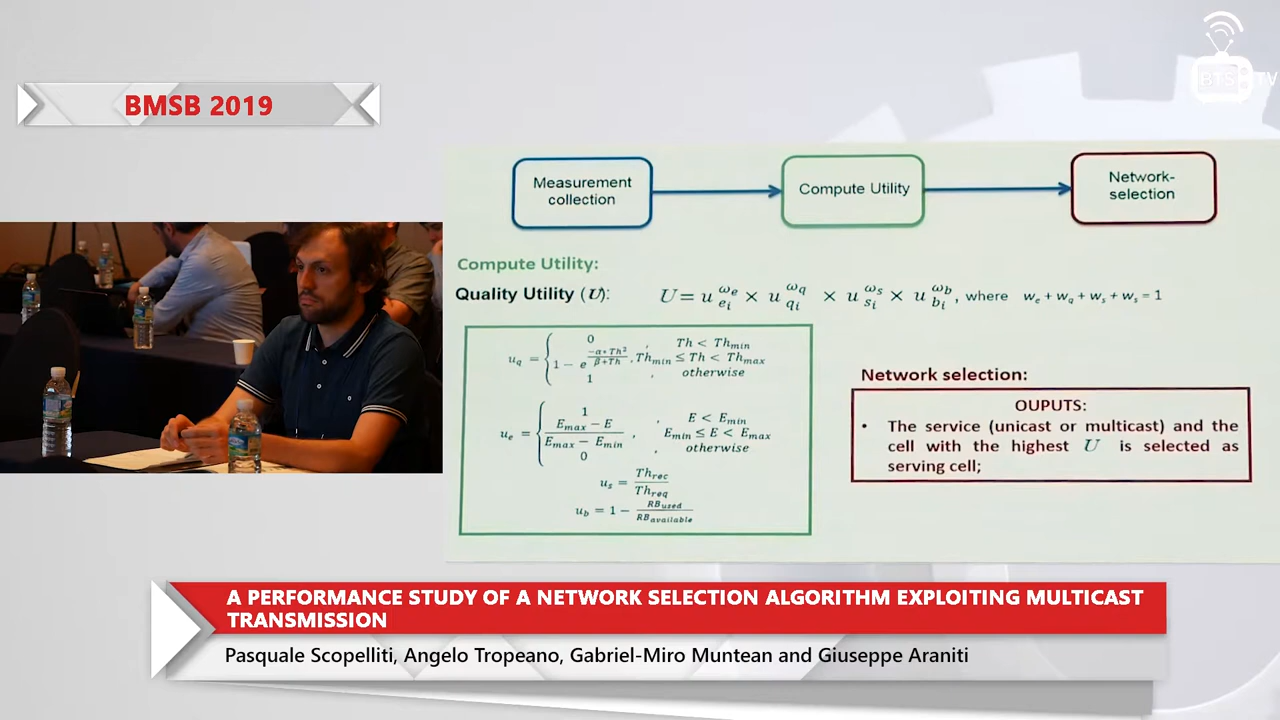 BTS TV
BMSB 2019
Measurement
collection
Compute Utility
Network-
selection
Compute Utility:
Quality Utility (U): U = u_{e_i}^{ω_e} × u_{q_i}^{ω_q} × u_{s_i}^{ω_s} × u_{b_i}^{ω_b}, where w_e + w_q + w_s + w_s = 1
u_q = { 0 , Th < Th_min
1 − e^{(−α∗Th^2)/(β+Th)} , Th_min ≤ Th < Th_max
1 , otherwise
u_e = { 1 , E < E_min
(E_max − E)/(E_max − E_min) , E_min ≤ E < E_max
0 , otherwise
u_s = Th_rec/Th_req
u_b = 1 − RB_used/RB_available
Network selection:
OUPUTS:
• The service (unicast or multicast) and the
cell with the highest U is selected as
serving cell;
A PERFORMANCE STUDY OF A NETWORK SELECTION ALGORITHM EXPLOITING MULTICAST
TRANSMISSION
Pasquale Scopelliti, Angelo Tropeano, Gabriel-Miro Muntean and Giuseppe Araniti